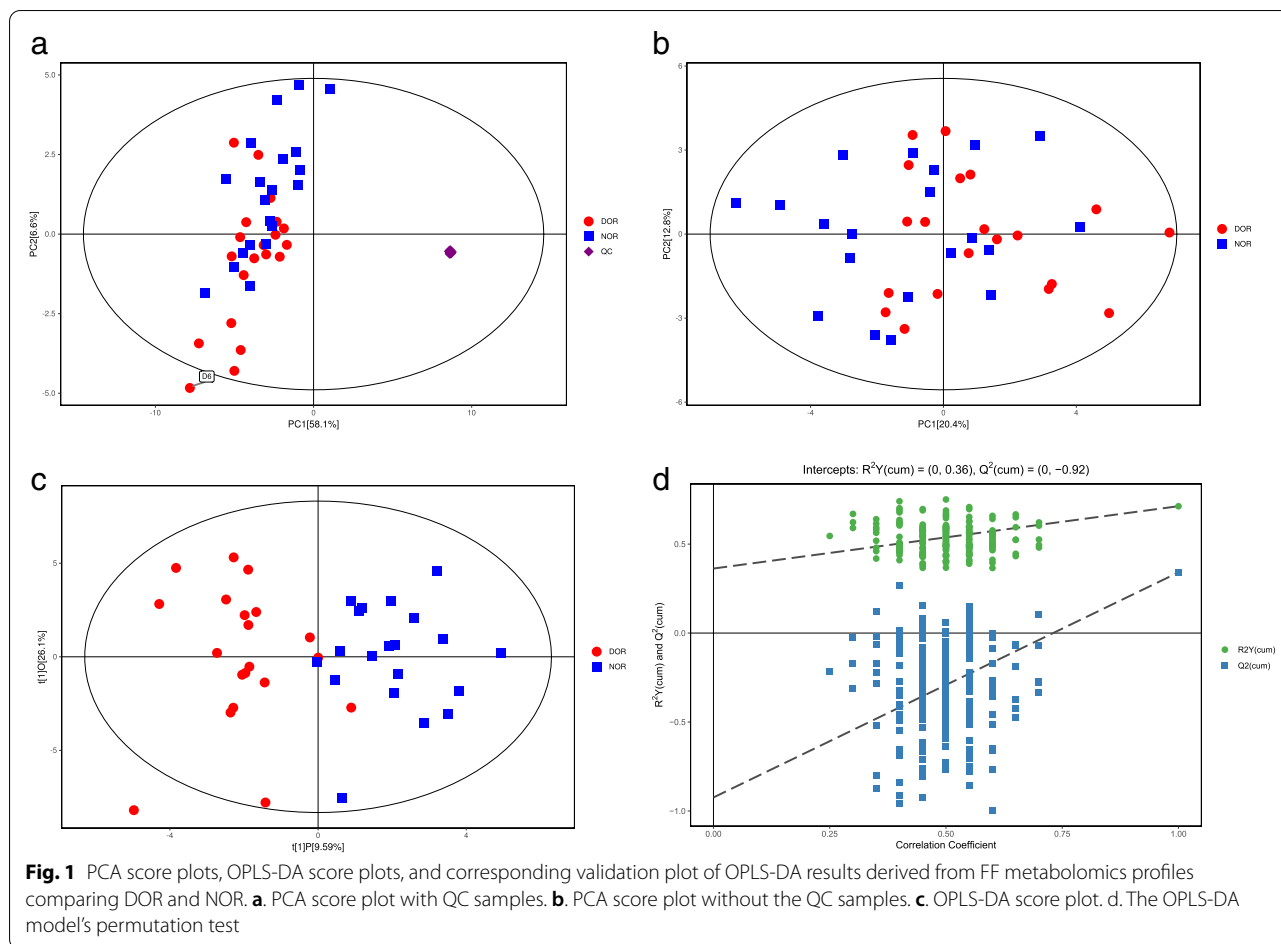 a
5.0
2.5
0.0
-2.5
-5.0
PC2[6.6%]
D6
-10
0
10
PC1[58.1%]
DOR
NOR
QC
b
6
3
0
-3
-6
PC2[12.8%]
-4
0
4
PC1[20.4%]
DOR
NOR
c
5
0
-5
t[1]O[26.1%]
-4
0
4
t[1]P[9.59%]
DOR
NOR
d
Intercepts: R²Y(cum) = (0, 0.36), Q²(cum) = (0, −0.92)
0.5
0.0
−0.5
−1.0
R²Y(cum) and Q²(cum)
0.00
0.25
0.50
0.75
1.00
Correlation Coefficient
R2Y(cum)
Q2(cum)
Fig. 1 PCA score plots, OPLS-DA score plots, and corresponding validation plot of OPLS-DA results derived from FF metabolomics profiles
comparing DOR and NOR. a. PCA score plot with QC samples. b. PCA score plot without the QC samples. c. OPLS-DA score plot. d. The OPLS-DA
model's permutation test